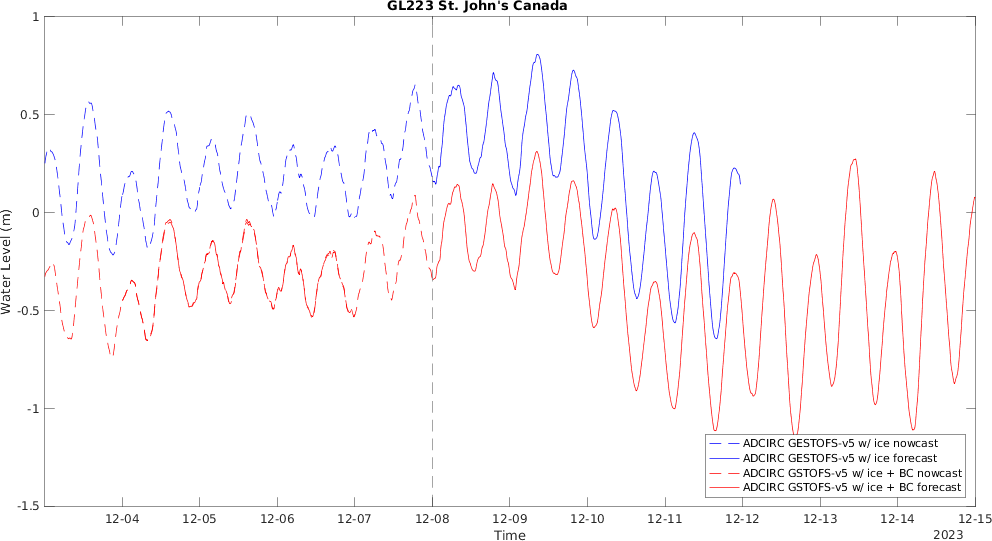 GL223 St. John's Canada
1
0.5
0
-0.5
-1
-1.5
Water Level (m)
ADCIRC GESTOFS-v5 w/ ice nowcast
ADCIRC GESTOFS-v5 w/ ice forecast
ADCIRC GSTOFS-v5 w/ ice + BC nowcast
ADCIRC GSTOFS-v5 w/ ice + BC forecast
12-04 12-05 12-06 12-07 12-08 12-09 12-10 12-11 12-12 12-13 12-14 12-15
Time
2023